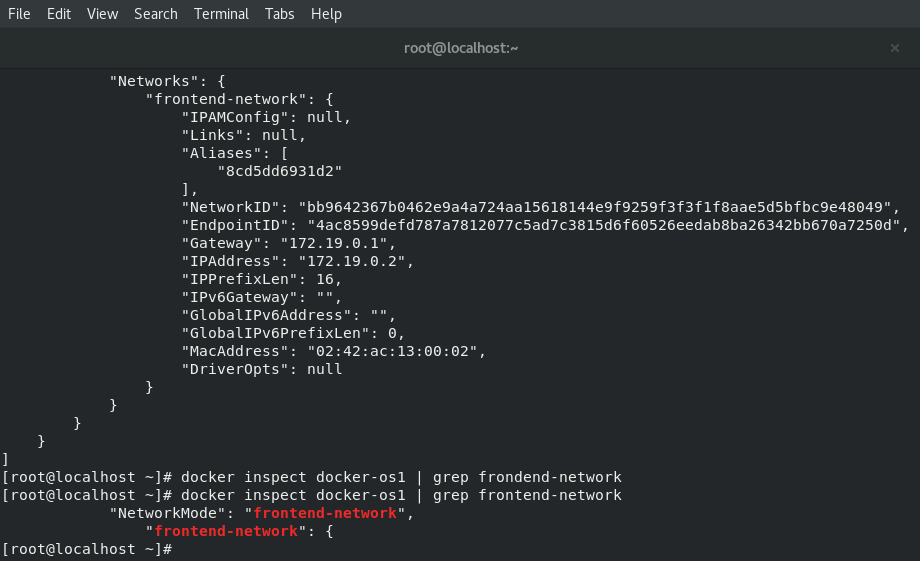 File Edit View Search Terminal Tabs Help
root@localhost:~ ×
"Networks": {
"frontend-network": {
"IPAMConfig": null,
"Links": null,
"Aliases": [
"8cd5dd6931d2"
],
"NetworkID": "bb9642367b0462e9a4a724aa15618144e9f9259f3f3f1f8aae5d5bfbc9e48049",
"EndpointID": "4ac8599defd787a7812077c5ad7c3815d6f60526eedab8ba26342bb670a7250d",
"Gateway": "172.19.0.1",
"IPAddress": "172.19.0.2",
"IPPrefixLen": 16,
"IPv6Gateway": "",
"GlobalIPv6Address": "",
"GlobalIPv6PrefixLen": 0,
"MacAddress": "02:42:ac:13:00:02",
"DriverOpts": null
}
}
}
}
]
[root@localhost ~]# docker inspect docker-os1 | grep frondend-network
[root@localhost ~]# docker inspect docker-os1 | grep frontend-network
"NetworkMode": "frontend-network",
"frontend-network": {
[root@localhost ~]#